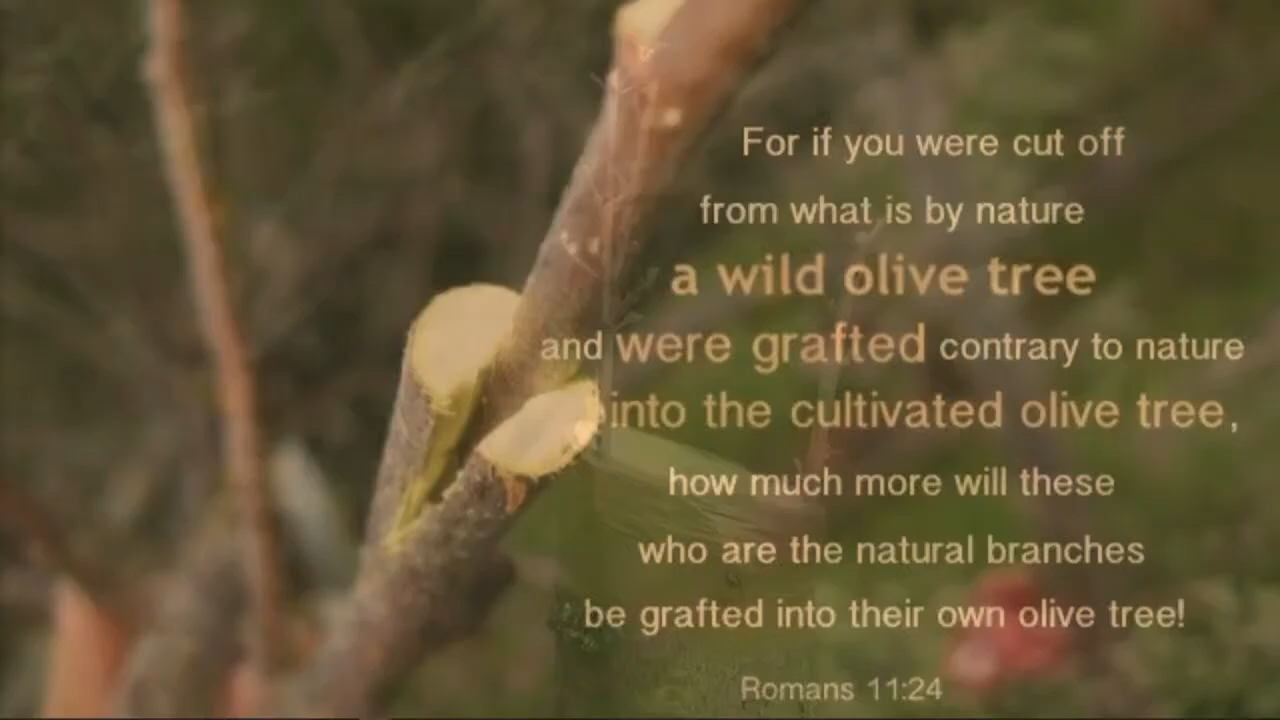 For if you were cut off
from what is by nature
a wild olive tree
and were grafted contrary to nature
into the cultivated olive tree,
how much more will these
who are the natural branches
be grafted into their own olive tree!
Romans 11:24